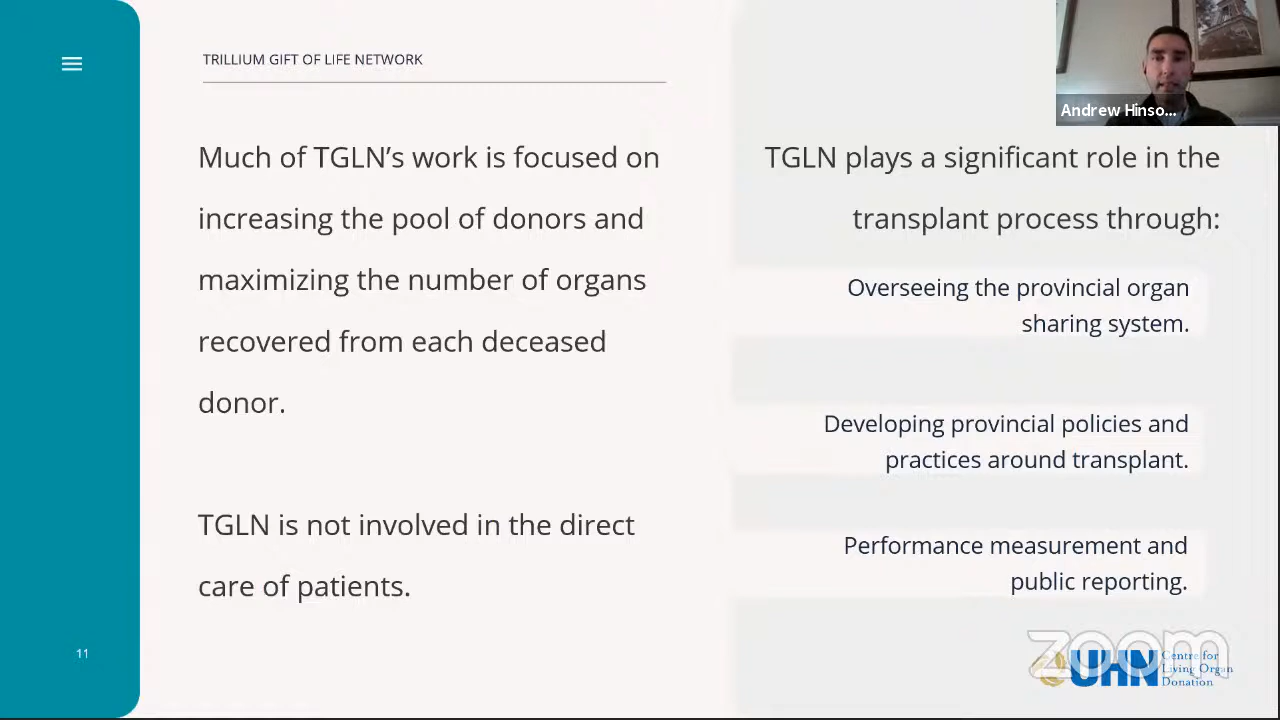 TRILLIUM GIFT OF LIFE NETWORK
Much of TGLN’s work is focused on
increasing the pool of donors and
maximizing the number of organs
recovered from each deceased
donor.
TGLN is not involved in the direct
care of patients.
Andrew Hinso...
TGLN plays a significant role in the
transplant process through:
Overseeing the provincial organ
sharing system.
Developing provincial policies and
practices around transplant.
Performance measurement and
public reporting.
11
zoom
UHN
Centre for
Living Organ
Donation